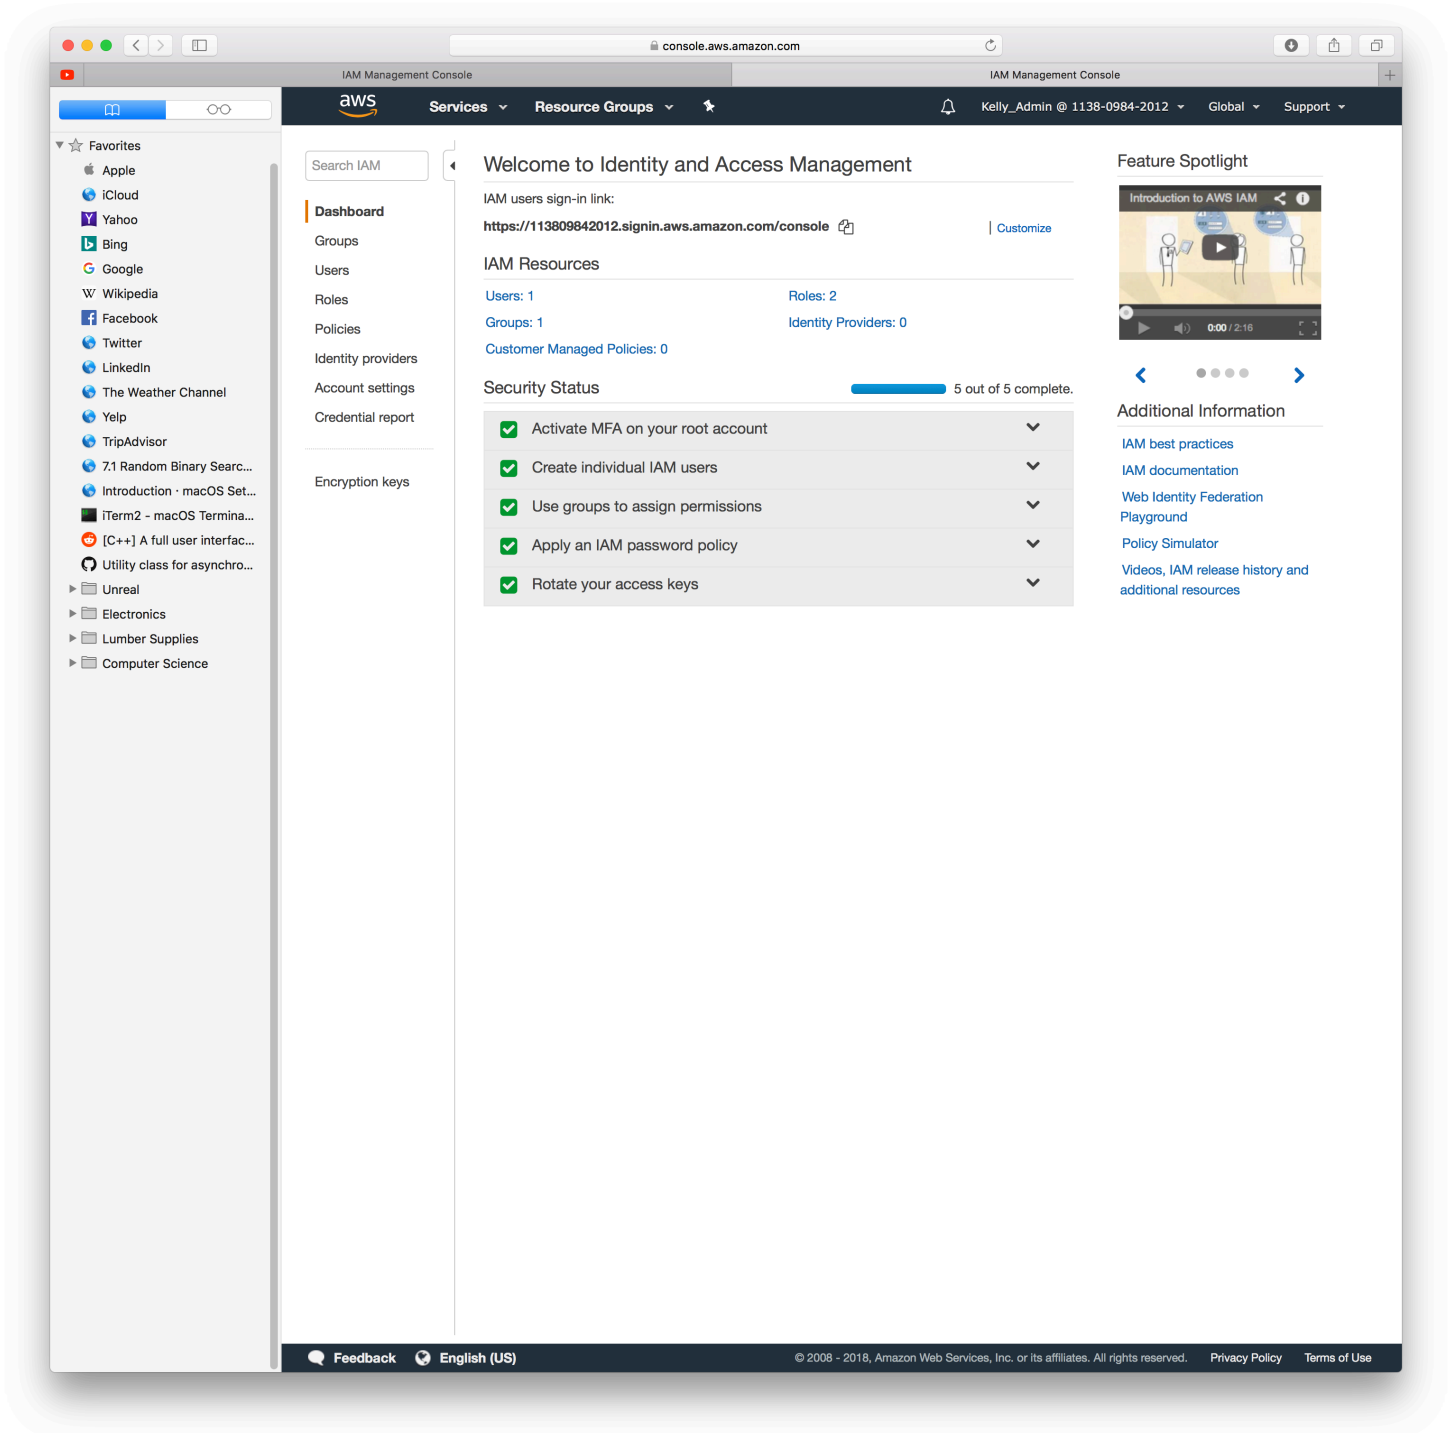 console.aws.amazon.com
IAM Management Console
IAM Management Console
aws
Services
Resource Groups
Kelly_Admin @ 1138-0984-2012
Global
Support
Favorites
Apple
iCloud
Yahoo
Bing
Google
Wikipedia
Facebook
Twitter
LinkedIn
The Weather Channel
Yelp
TripAdvisor
7.1 Random Binary Searc...
Introduction · macOS Set...
iTerm2 - macOS Termina...
[C++] A full user interfac...
Utility class for asynchro...
Unreal
Electronics
Lumber Supplies
Computer Science
Search IAM
Dashboard
Groups
Users
Roles
Policies
Identity providers
Account settings
Credential report
Encryption keys
Welcome to Identity and Access Management
IAM users sign-in link:
https://113809842012.signin.aws.amazon.com/console
| Customize
IAM Resources
Users: 1
Roles: 2
Groups: 1
Identity Providers: 0
Customer Managed Policies: 0
Security Status
5 out of 5 complete.
Activate MFA on your root account
Create individual IAM users
Use groups to assign permissions
Apply an IAM password policy
Rotate your access keys
Feature Spotlight
Introduction to AWS IAM
0:00 / 2:16
Additional Information
IAM best practices
IAM documentation
Web Identity Federation
Playground
Policy Simulator
Videos, IAM release history and
additional resources
Feedback
English (US)
© 2008 - 2018, Amazon Web Services, Inc. or its affiliates. All rights reserved.
Privacy Policy
Terms of Use